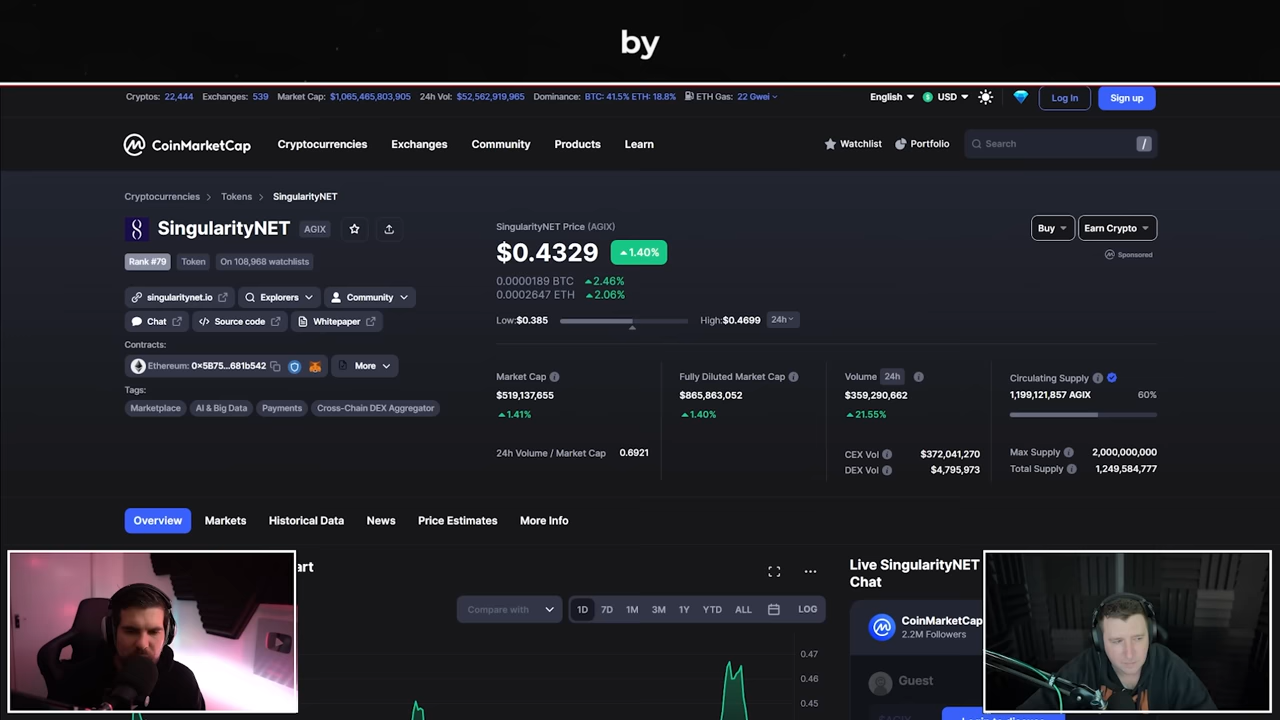 by
Cryptos: 22,444 Exchanges: 539 Market Cap: $1,065,465,803,905 24h Vol: $52,562,919,965 Dominance: BTC: 41.5% ETH: 18.8% ETH Gas: 22 Gwei English USD Log In Sign up
CoinMarketCap Cryptocurrencies Exchanges Community Products Learn Watchlist Portfolio Search /
Cryptocurrencies > Tokens > SingularityNET
SingularityNET AGIX
Rank #79 Token On 108,968 watchlists
singularitynet.io Explorers Community
Chat Source code Whitepaper
Contracts:
Ethereum: 0x5B75...681b542 More
Tags:
Marketplace AI & Big Data Payments Cross-Chain DEX Aggregator
SingularityNET Price (AGIX)
$0.4329 1.40%
0.0000189 BTC 2.46%
0.0002647 ETH 2.06%
Low:$0.385 High:$0.4699 24h
Buy Earn Crypto
Sponsored
Market Cap
$519,137,655
1.41%
24h Volume / Market Cap 0.6921
Fully Diluted Market Cap
$865,863,052
1.40%
Volume 24h
$359,290,662
21.55%
CEX Vol $372,041,270
DEX Vol $4,795,973
Circulating Supply
1,199,121,857 AGIX 60%
Max Supply 2,000,000,000
Total Supply 1,249,584,777
Overview Markets Historical Data News Price Estimates More Info
art
Compare with 1D 7D 1M 3M 1Y YTD ALL LOG
0.47
0.46
0.45
Live SingularityNET
Chat
CoinMarketCap
2.2M Followers
Guest